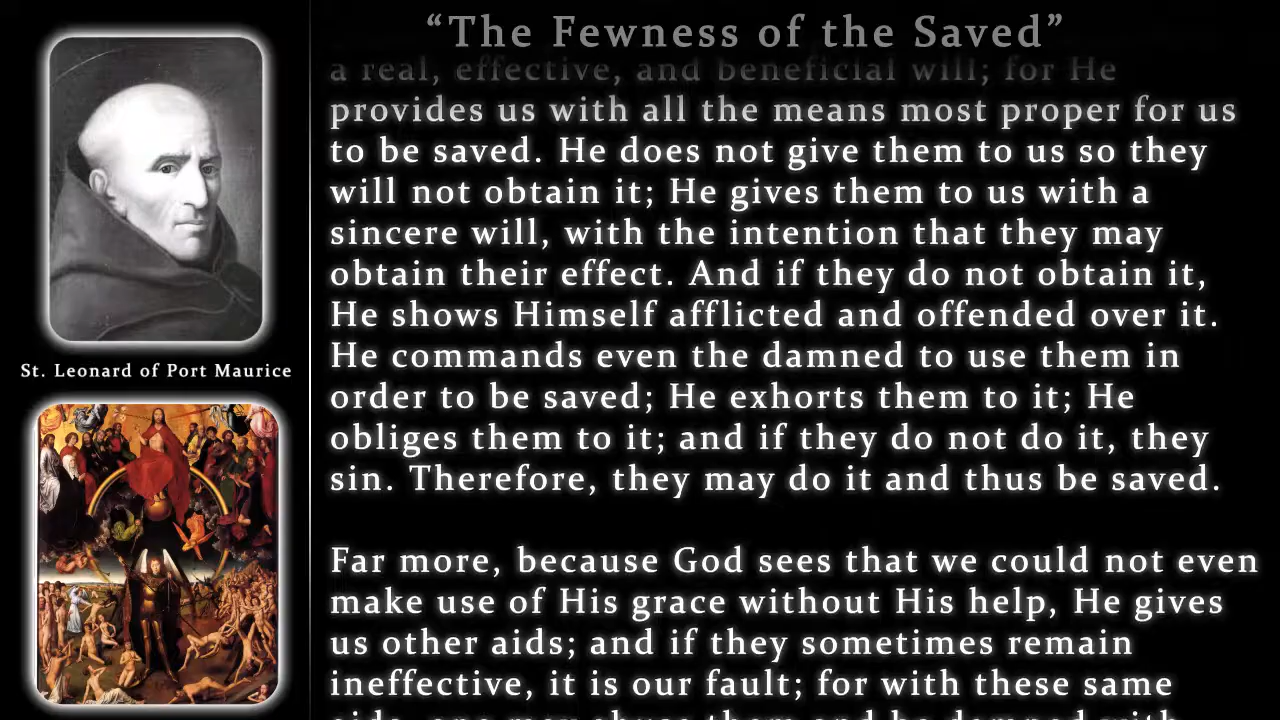 “The Fewness of the Saved”
a real, effective, and beneficial will; for He
provides us with all the means most proper for us
to be saved. He does not give them to us so they
will not obtain it; He gives them to us with a
sincere will, with the intention that they may
obtain their effect. And if they do not obtain it,
He shows Himself afflicted and offended over it.
He commands even the damned to use them in
order to be saved; He exhorts them to it; He
obliges them to it; and if they do not do it, they
sin. Therefore, they may do it and thus be saved.
Far more, because God sees that we could not even
make use of His grace without His help, He gives
us other aids; and if they sometimes remain
ineffective, it is our fault; for with these same
St. Leonard of Port Maurice